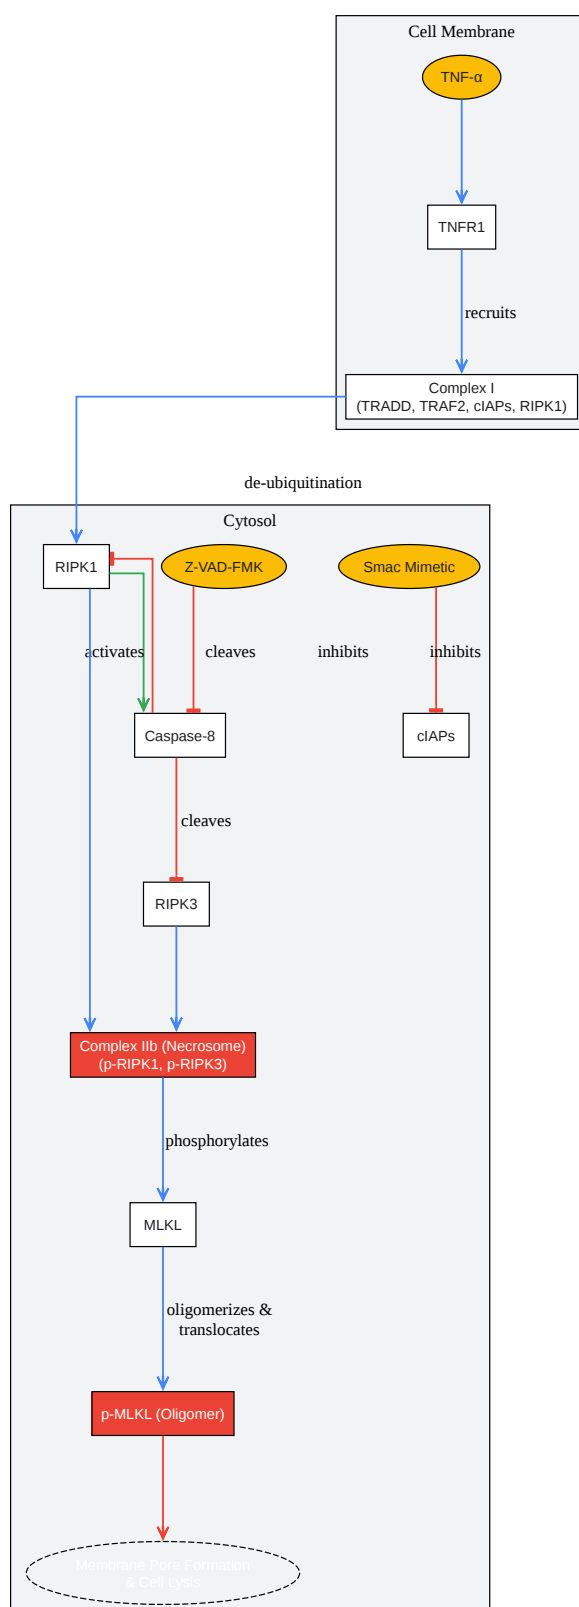 Cell Membrane
TNF-α
TNFR1
recruits
Complex I
(TRADD, TRAF2, cIAPs, RIPK1)
de-ubiquitination
Cytosol
RIPK1
Z-VAD-FMK
Smac Mimetic
activates
cleaves
inhibits
inhibits
Caspase-8
cIAPs
cleaves
RIPK3
Complex IIb (Necrosome)
(p-RIPK1, p-RIPK3)
phosphorylates
MLKL
oligomerizes &
translocates
p-MLKL (Oligomer)
Membrane Pore Formation
& Cell Lysis